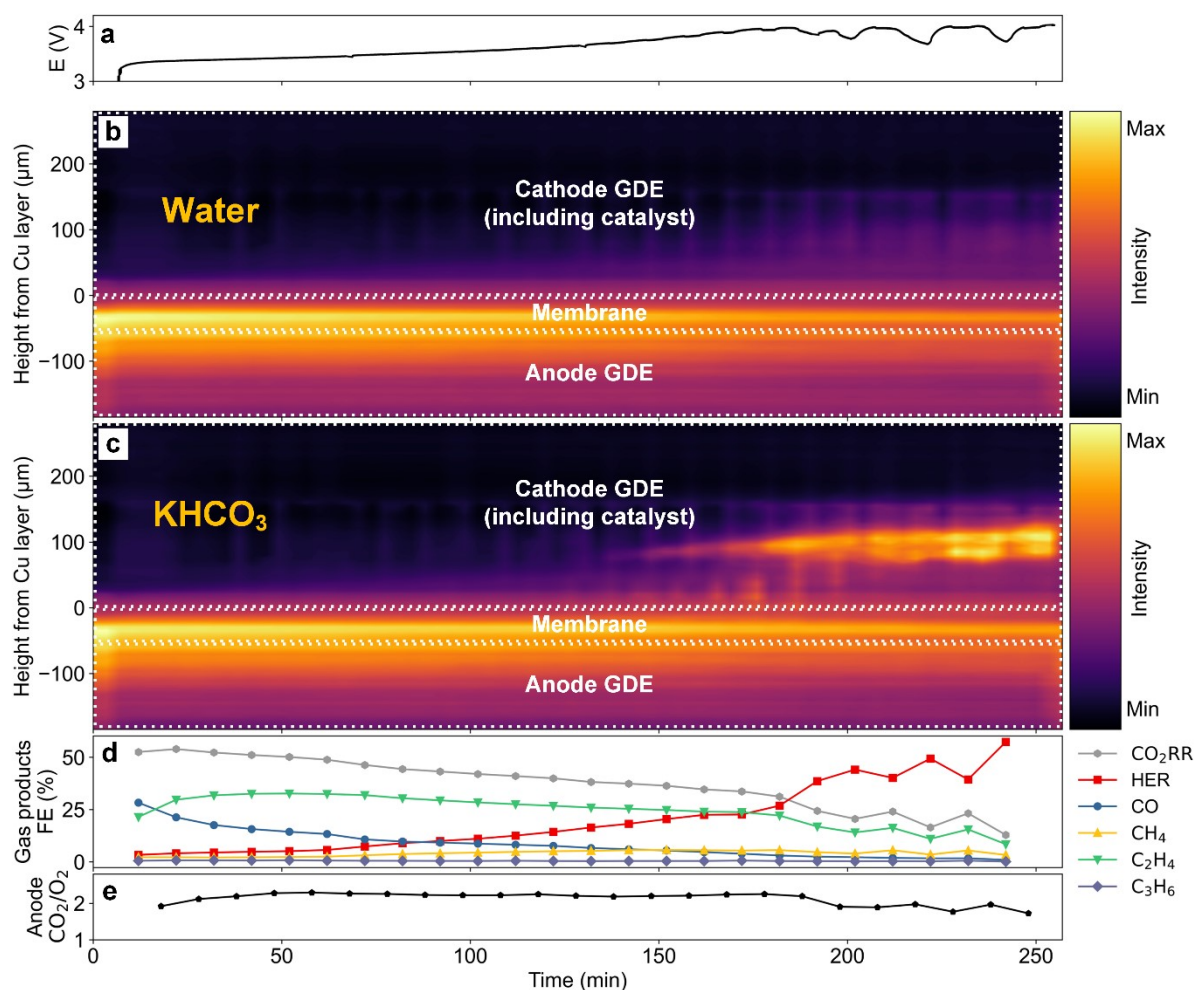 a
E (V)
4
3
b
Height from Cu layer (µm)
200
100
0
−100
Water
Cathode GDE
(including catalyst)
Membrane
Anode GDE
Max
Intensity
Min
c
Height from Cu layer (µm)
200
100
0
−100
KHCO₃
Cathode GDE
(including catalyst)
Membrane
Anode GDE
Max
Intensity
Min
d
Gas products
FE (%)
50
25
0
CO₂RR
HER
CO
CH₄
C₂H₄
C₃H₆
e
Anode
CO₂/O₂
2
1
0 50 100 150 200 250
Time (min)